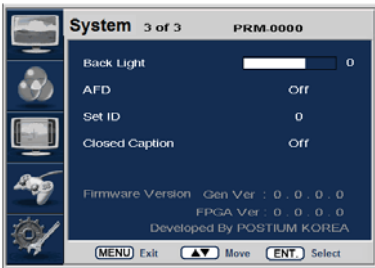 System 3 of 3 PRM-0000
Back Light 0
AFD Off
Set ID 0
Closed Caption Off
Firmware Version Gen Ver : 0 . 0 . 0 . 0
FPGA Ver : 0 . 0 . 0 . 0
Developed By POSTIUM KOREA
MENU Exit ▲▼ Move ENT. Select